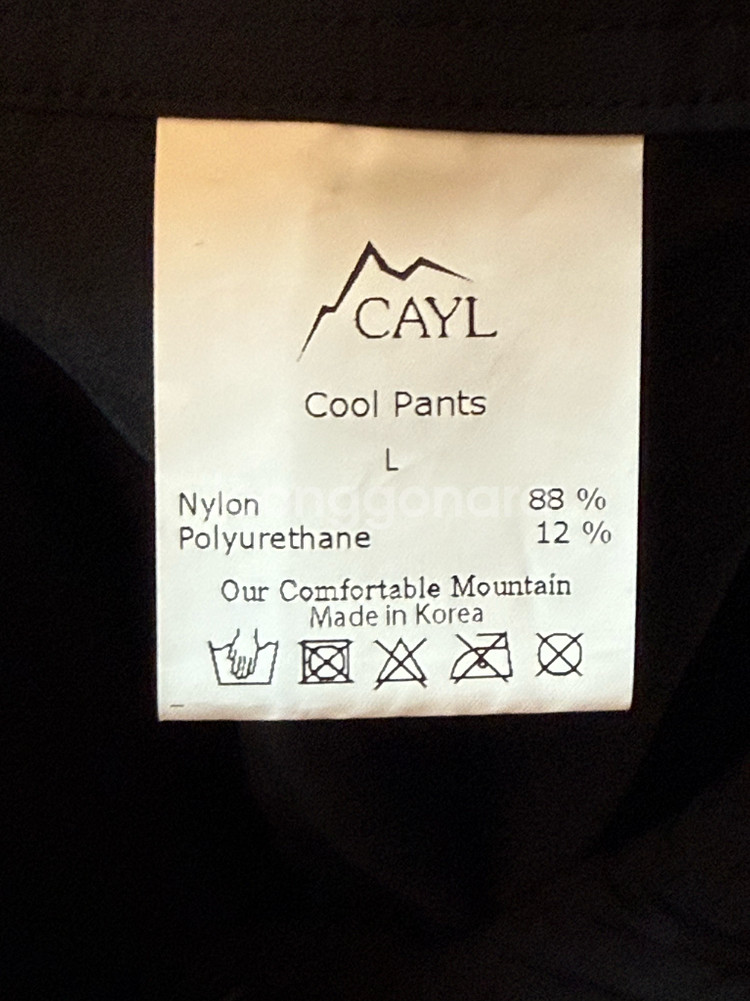 CAYL
Cool Pants
L
Nylon 88 %
Polyurethane 12 %
Our Comfortable Mountain
Made in Korea